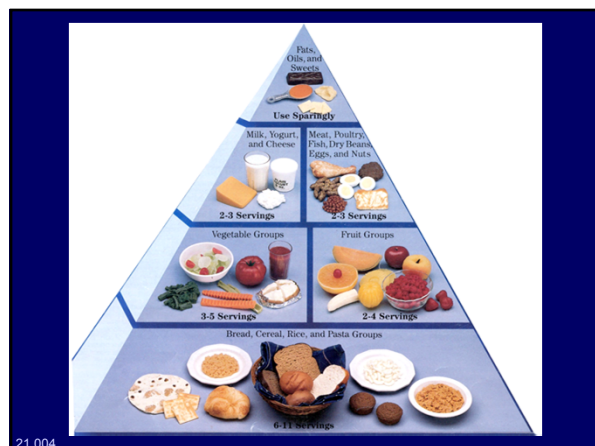 Fats,
Oils, and
Sweets
Use Sparingly
Milk, Yogurt,
and Cheese
2-3 Servings
Meat, Poultry,
Fish, Dry Beans,
Eggs, and Nuts
2-3 Servings
Vegetable Groups
3-5 Servings
Fruit Groups
2-4 Servings
Bread, Cereal, Rice, and Pasta Groups
6-11 Servings
21.004